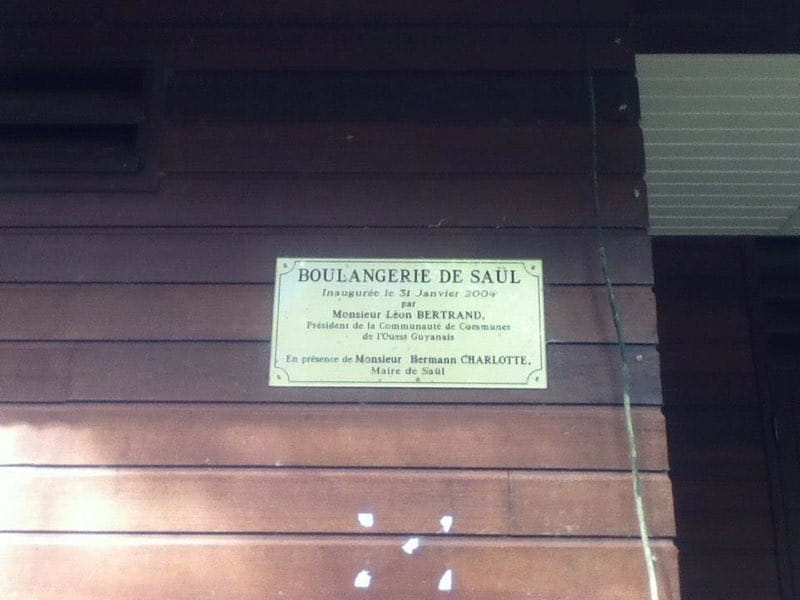 BOULANGERIE DE SAÜL
Inaugurée le 31 Janvier 2004
par
Monsieur Léon BERTRAND,
Président de la Communauté de Communes
de l'Ouest Guyanais
En présence de Monsieur Hermann CHARLOTTE,
Maire de Saül